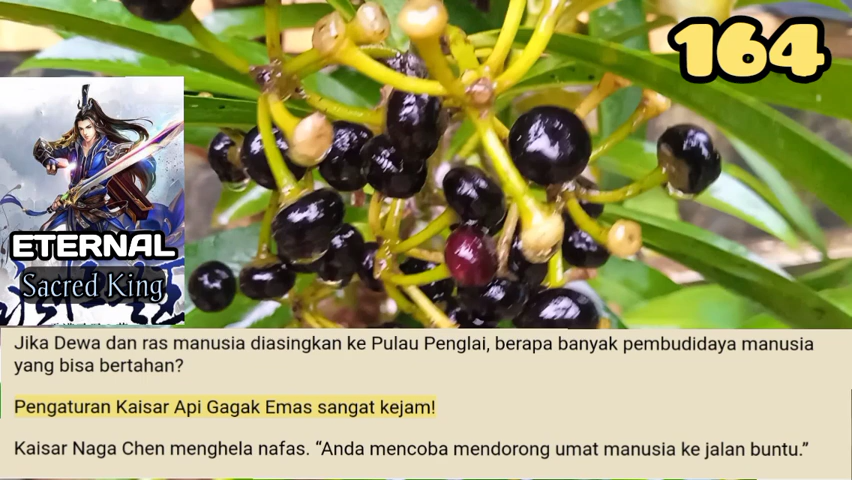 164
ETERNAL
Sacred King
Jika Dewa dan ras manusia diasingkan ke Pulau Penglai, berapa banyak pembudidaya manusia
yang bisa bertahan?
Pengaturan Kaisar Api Gagak Emas sangat kejam!
Kaisar Naga Chen menghela nafas. “Anda mencoba mendorong umat manusia ke jalan buntu.”